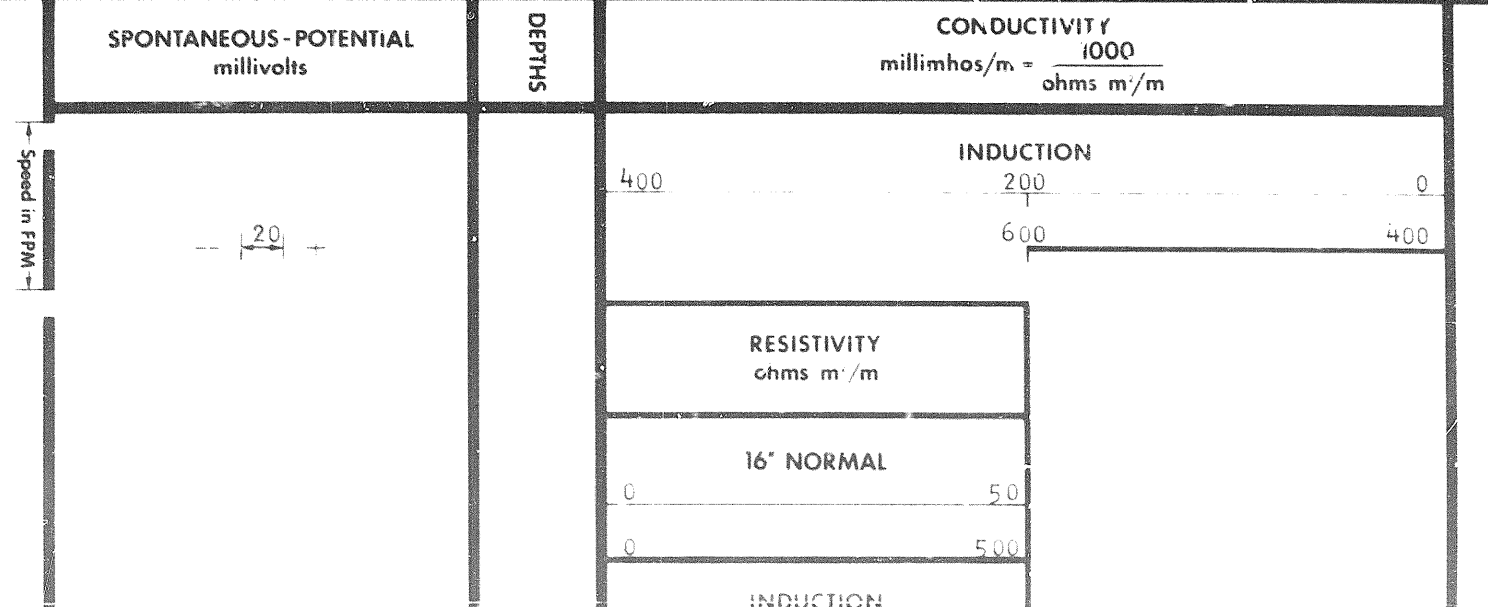 SPONTANEOUS-POTENTIAL
millivolts
DEPTHS
CONDUCTIVITY
millimhos/m = 1000
ohms m²/m
Speed in FPM
-- 20 +
INDUCTION
400 200 0
600 400
RESISTIVITY
ohms m²/m
16" NORMAL
0 50
0 500
INDUCTION